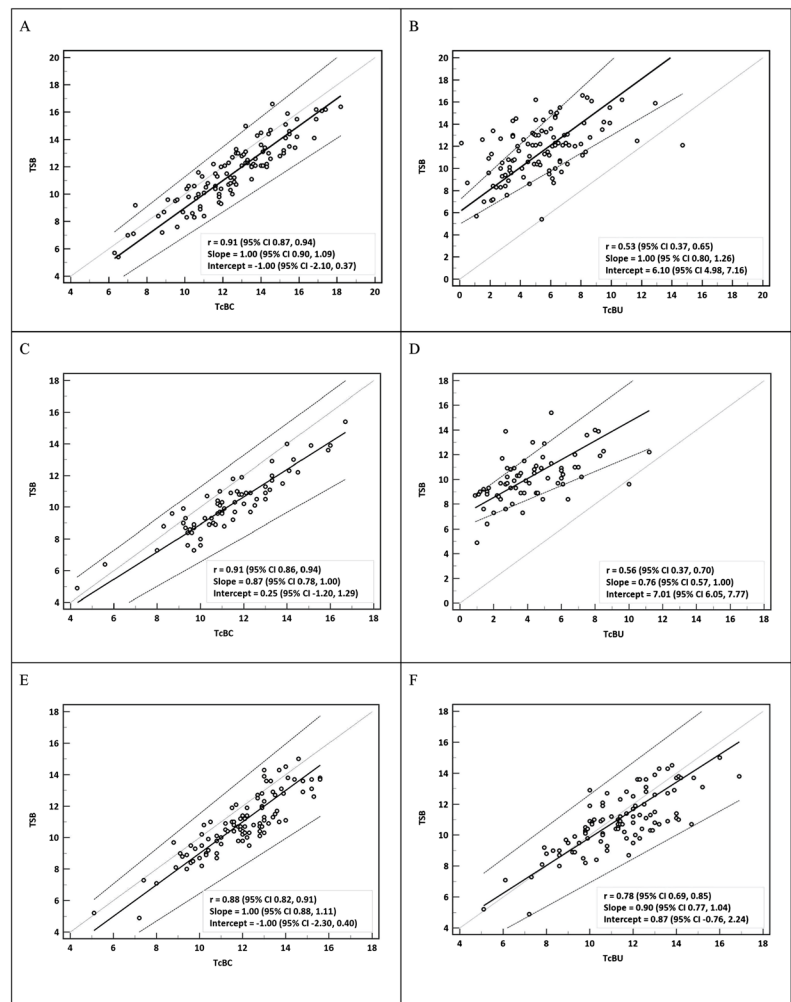 A
TSB
20
18
16
14
12
10
8
6
4
r = 0.91 (95% CI 0.87, 0.94)
Slope = 1.00 (95% CI 0.90, 1.09)
Intercept = -1.00 (95% CI -2.10, 0.37)
4 6 8 10 12 14 16 18 20
TcBC
B
TSB
20
18
16
14
12
10
8
6
4
2
0
r = 0.53 (95% CI 0.37, 0.65)
Slope = 1.00 (95 % CI 0.80, 1.26)
Intercept = 6.10 (95% CI 4.98, 7.16)
0 2 4 6 8 10 12 14 16 18 20
TcBU
C
TSB
18
16
14
12
10
8
6
4
r = 0.91 (95% CI 0.86, 0.94)
Slope = 0.87 (95% CI 0.78, 1.00)
Intercept = 0.25 (95% CI -1.20, 1.29)
4 6 8 10 12 14 16 18
TcBC
D
TSB
18
16
14
12
10
8
6
4
2
0
r = 0.56 (95% CI 0.37, 0.70)
Slope = 0.76 (95% CI 0.57, 1.00)
Intercept = 7.01 (95% CI 6.05, 7.77)
0 2 4 6 8 10 12 14 16 18
TcBU
E
TSB
18
16
14
12
10
8
6
4
r = 0.88 (95% CI 0.82, 0.91)
Slope = 1.00 (95% CI 0.88, 1.11)
Intercept = -1.00 (95% CI -2.30, 0.40)
4 6 8 10 12 14 16 18
TcBC
F
TSB
18
16
14
12
10
8
6
4
r = 0.78 (95% CI 0.69, 0.85)
Slope = 0.90 (95% CI 0.77, 1.04)
Intercept = 0.87 (95% CI -0.76, 2.24)
4 6 8 10 12 14 16 18
TcBU